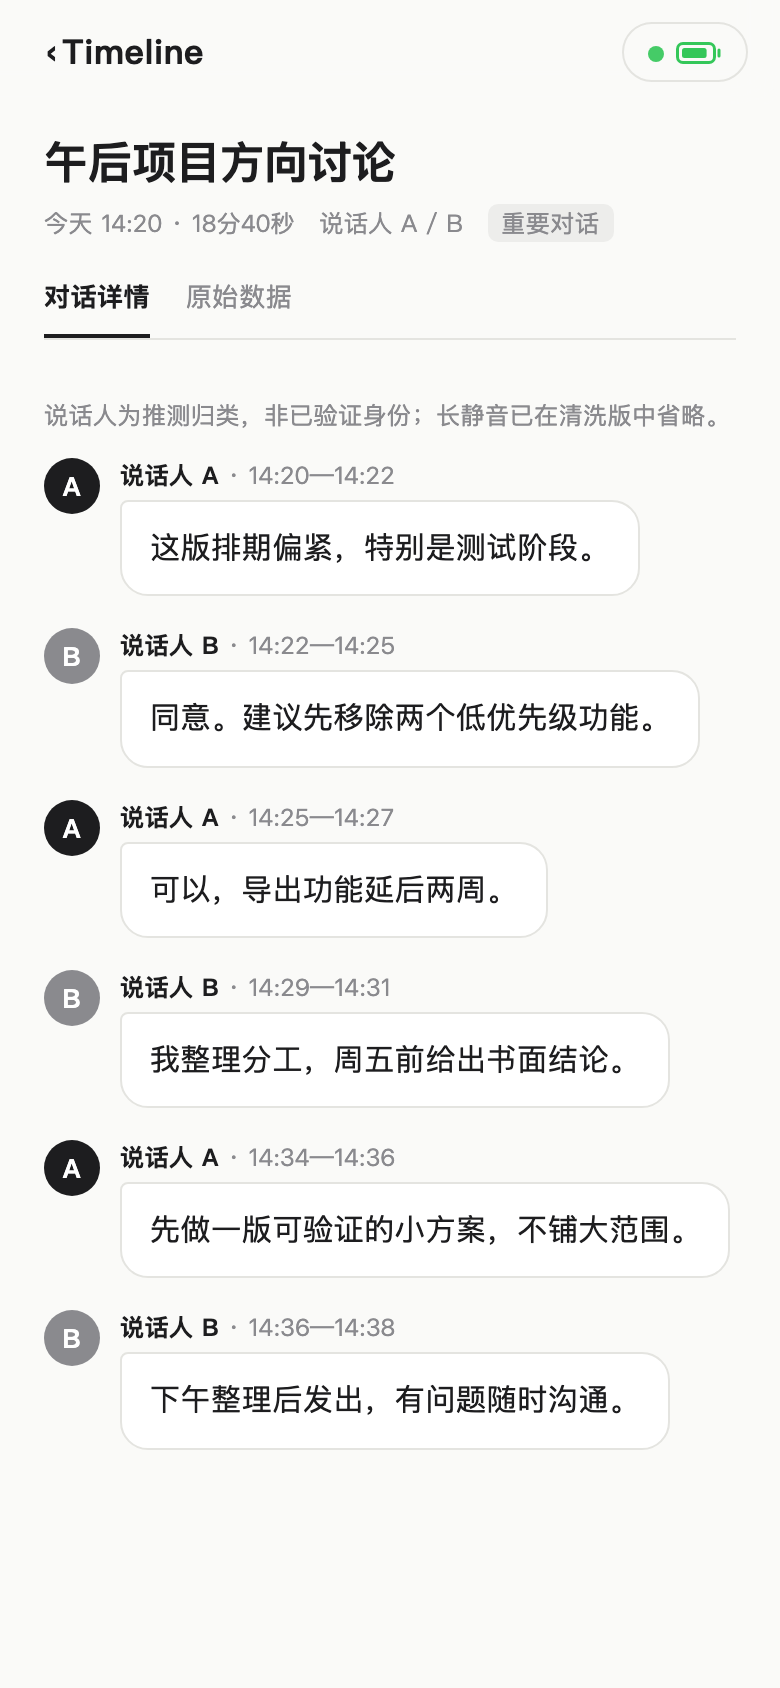 ‹ Timeline
午后项目方向讨论
今天 14:20 · 18分40秒 说话人 A / B 重要对话
对话详情 原始数据
说话人为推测归类，非已验证身份；长静音已在清洗版中省略。
A 说话人 A · 14:20—14:22
这版排期偏紧，特别是测试阶段。
B 说话人 B · 14:22—14:25
同意。建议先移除两个低优先级功能。
A 说话人 A · 14:25—14:27
可以，导出功能延后两周。
B 说话人 B · 14:29—14:31
我整理分工，周五前给出书面结论。
A 说话人 A · 14:34—14:36
先做一版可验证的小方案，不铺大范围。
B 说话人 B · 14:36—14:38
下午整理后发出，有问题随时沟通。